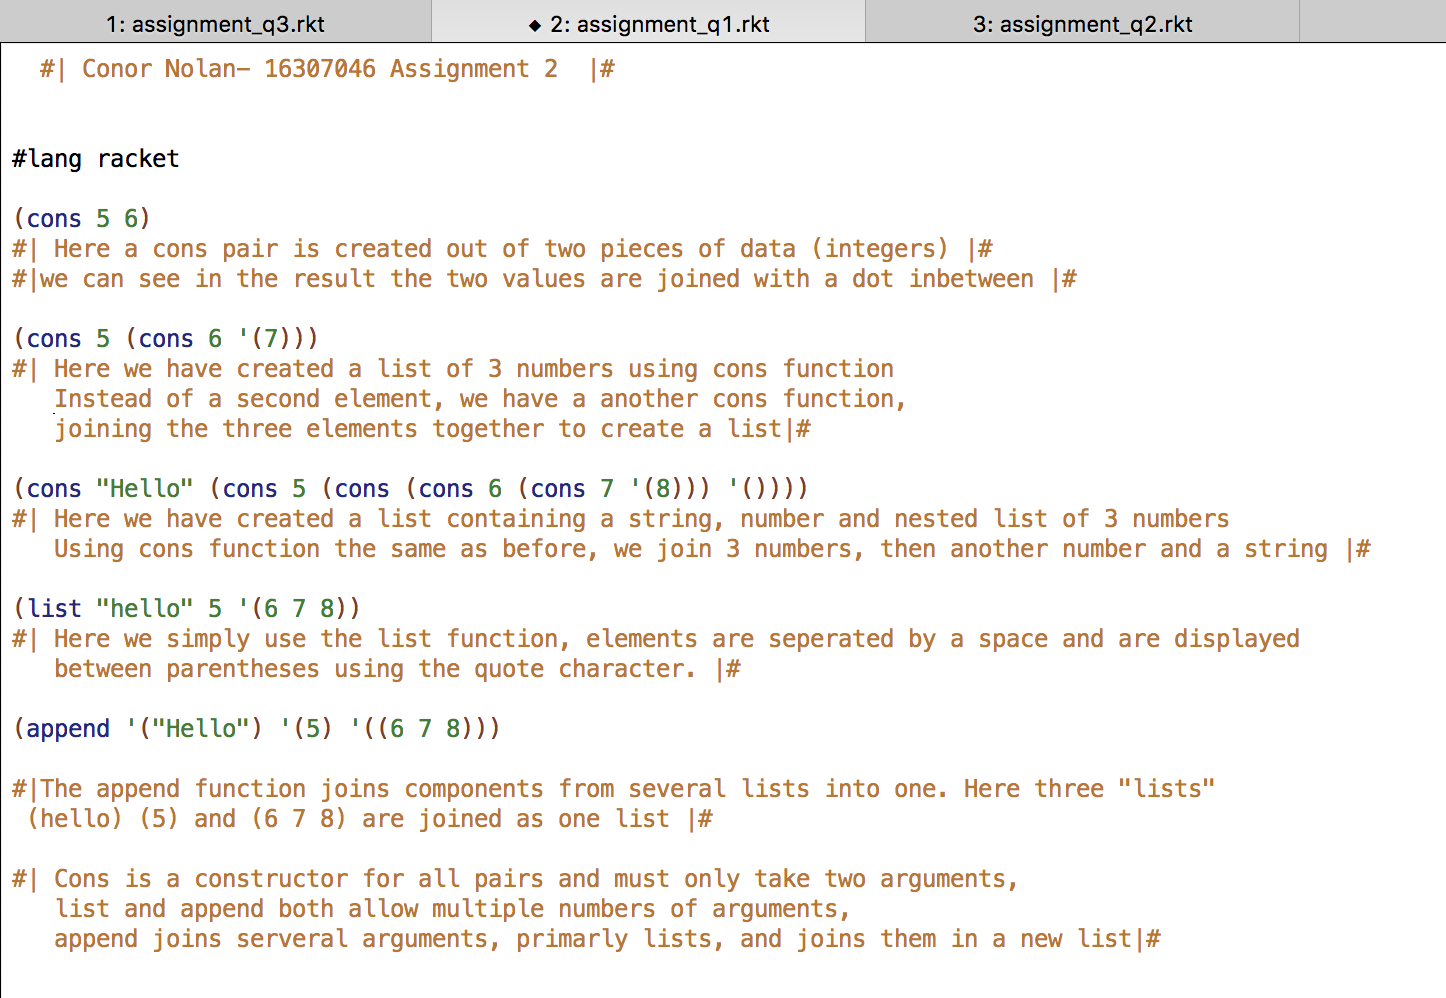 1: assignment_q3.rkt
◆ 2: assignment_q1.rkt
3: assignment_q2.rkt
#| Conor Nolan– 16307046 Assignment 2  |#
#lang racket
(cons 5 6)
#| Here a cons pair is created out of two pieces of data (integers) |#
#|we can see in the result the two values are joined with a dot inbetween |#
(cons 5 (cons 6 '(7)))
#| Here we have created a list of 3 numbers using cons function
Instead of a second element, we have a another cons function,
joining the three elements together to create a list|#
(cons "Hello" (cons 5 (cons (cons 6 (cons 7 '(8))) '())))
#| Here we have created a list containing a string, number and nested list of 3 numbers
Using cons function the same as before, we join 3 numbers, then another number and a string |#
(list "hello" 5 '(6 7 8))
#| Here we simply use the list function, elements are seperated by a space and are displayed
between parentheses using the quote character. |#
(append '("Hello") '(5) '((6 7 8)))
#|The append function joins components from several lists into one. Here three "lists"
(hello) (5) and (6 7 8) are joined as one list |#
#| Cons is a constructor for all pairs and must only take two arguments,
list and append both allow multiple numbers of arguments,
append joins serveral arguments, primarly lists, and joins them in a new list|#